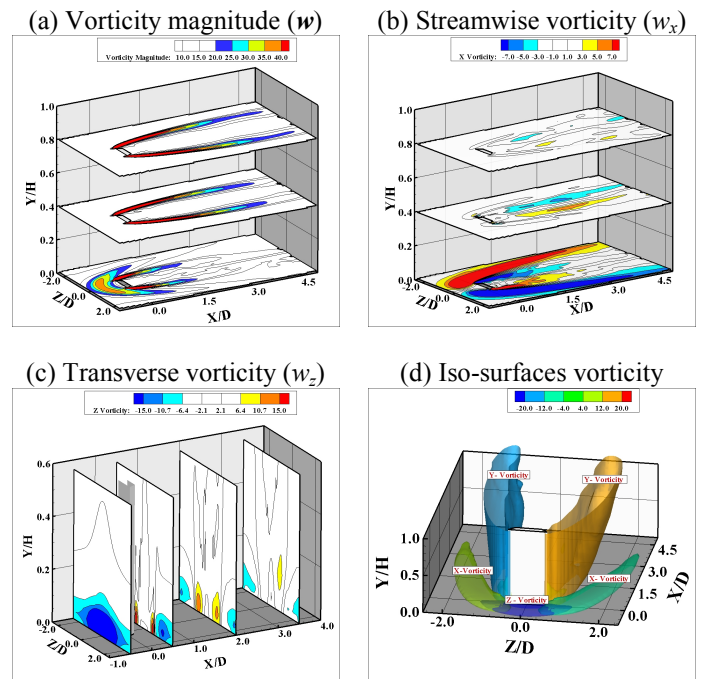 (a) Vorticity magnitude (w)
Vorticity Magnitude: 10.0 15.0 20.0 25.0 30.0 35.0 40.0
Y/H
1.0
0.8
0.6
0.4
0.2
0.0
-2.0
0.0
2.0
Z/D
0.0
1.5
3.0
4.5
X/D
(b) Streamwise vorticity (wx)
X Vorticity: -7.0 -5.0 -3.0 -1.0 1.0 3.0 5.0 7.0
Y/H
1.0
0.8
0.6
0.4
0.2
0.0
-2.0
0.0
2.0
Z/D
0.0
1.5
3.0
4.5
X/D
(c) Transverse vorticity (wz)
Z Vorticity: -15.0 -10.7 -6.4 -2.1 2.1 6.4 10.7 15.0
Y/H
0.6
0.4
0.2
0.0
-2.0
0.0
2.0
Z/D
-1.0
0.0
1.0
2.0
3.0
4.0
X/D
(d) Iso-surfaces vorticity
-20.0 -12.0 -4.0 4.0 12.0 20.0
Y- Vorticity
Y- Vorticity
X-Vorticity
X- Vorticity
Z - Vorticity
Y/H
1.0
0.5
0.0
-2.0
0.0
2.0
Z/D
0.0
1.5
3.0
4.5
X/D